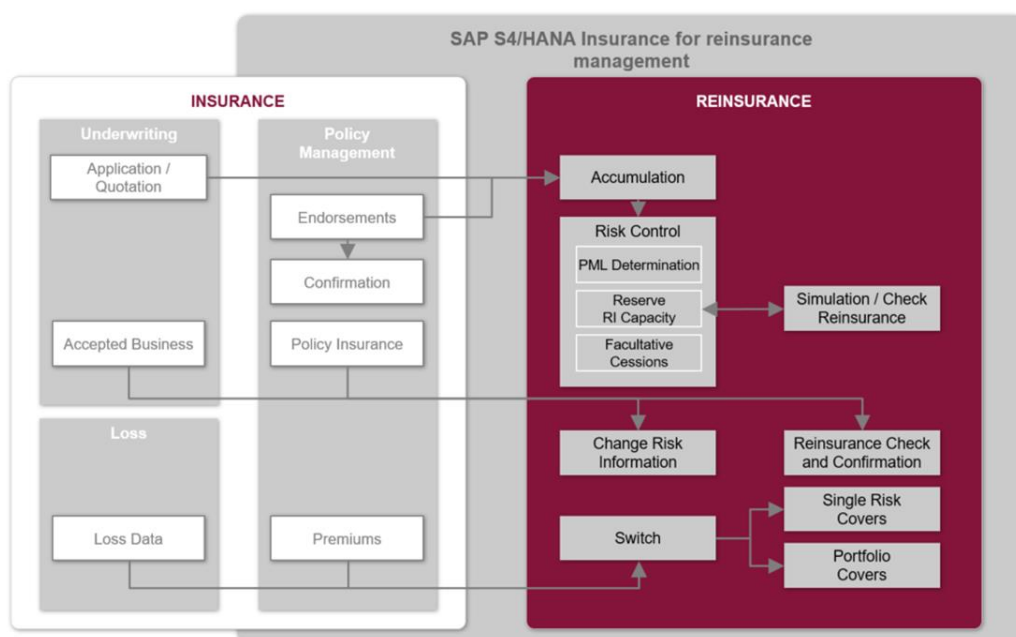 SAP S4/HANA Insurance for reinsurance
management
INSURANCE
REINSURANCE
Underwriting
Policy
Management
Application /
Quotation
Accumulation
Endorsements
Risk Control
PML Determination
Confirmation
Reserve
RI Capacity
Simulation / Check
Reinsurance
Accepted Business
Policy Insurance
Facultative
Cessions
Loss
Change Risk
Information
Reinsurance Check
and Confirmation
Single Risk
Covers
Loss Data
Premiums
Switch
Portfolio
Covers